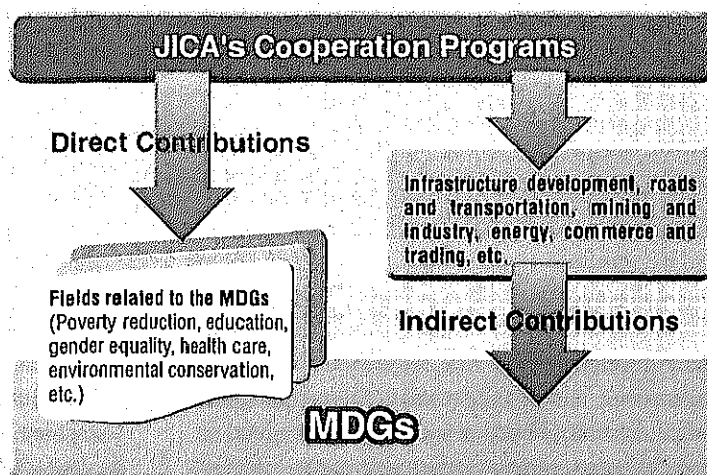 JICA's Cooperation Programs
Direct Contributions
Fields related to the MDGs
(Poverty reduction, education,
gender equality, health care,
environmental conservation,
etc.)
Infrastructure development, roads
and transportation, mining and
industry, energy, commerce and
trading, etc.
Indirect Contributions
MDGs